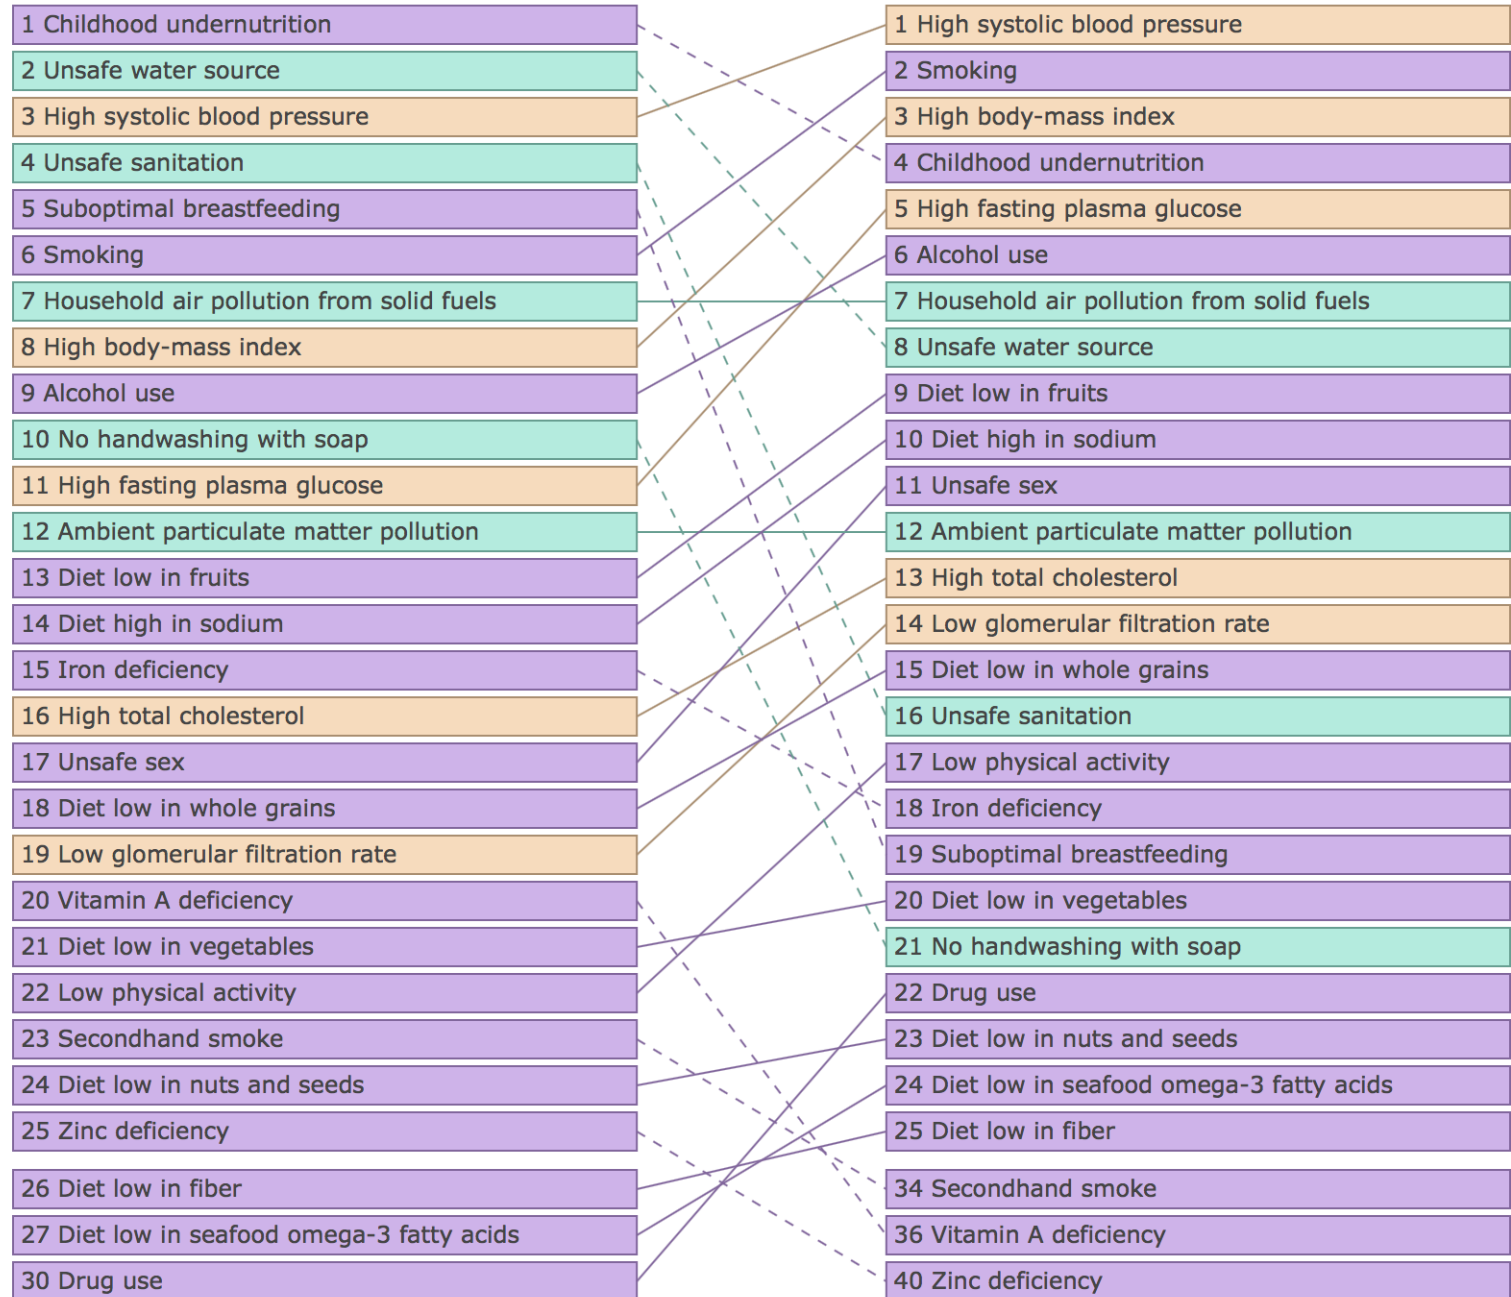 1 Childhood undernutrition
2 Unsafe water source
3 High systolic blood pressure
4 Unsafe sanitation
5 Suboptimal breastfeeding
6 Smoking
7 Household air pollution from solid fuels
8 High body-mass index
9 Alcohol use
10 No handwashing with soap
11 High fasting plasma glucose
12 Ambient particulate matter pollution
13 Diet low in fruits
14 Diet high in sodium
15 Iron deficiency
16 High total cholesterol
17 Unsafe sex
18 Diet low in whole grains
19 Low glomerular filtration rate
20 Vitamin A deficiency
21 Diet low in vegetables
22 Low physical activity
23 Secondhand smoke
24 Diet low in nuts and seeds
25 Zinc deficiency
26 Diet low in fiber
27 Diet low in seafood omega-3 fatty acids
30 Drug use
1 High systolic blood pressure
2 Smoking
3 High body-mass index
4 Childhood undernutrition
5 High fasting plasma glucose
6 Alcohol use
7 Household air pollution from solid fuels
8 Unsafe water source
9 Diet low in fruits
10 Diet high in sodium
11 Unsafe sex
12 Ambient particulate matter pollution
13 High total cholesterol
14 Low glomerular filtration rate
15 Diet low in whole grains
16 Unsafe sanitation
17 Low physical activity
18 Iron deficiency
19 Suboptimal breastfeeding
20 Diet low in vegetables
21 No handwashing with soap
22 Drug use
23 Diet low in nuts and seeds
24 Diet low in seafood omega-3 fatty acids
25 Diet low in fiber
34 Secondhand smoke
36 Vitamin A deficiency
40 Zinc deficiency